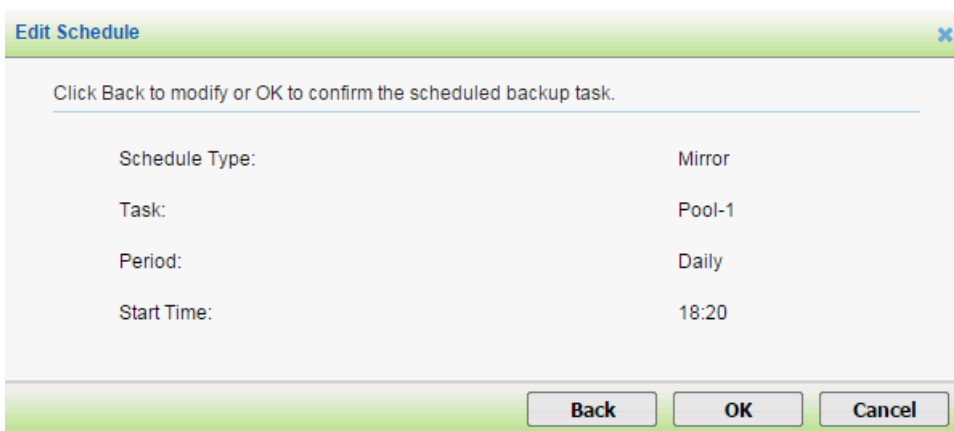 Edit Schedule
Click Back to modify or OK to confirm the scheduled backup task.
Schedule Type: Mirror
Task: Pool-1
Period: Daily
Start Time: 18:20
Back OK Cancel